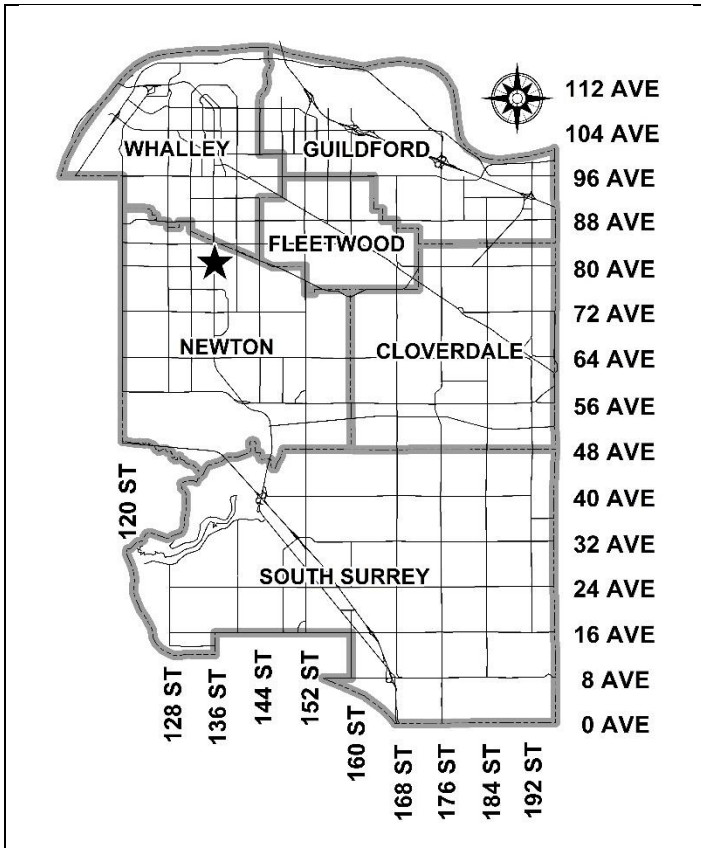 112 AVE
104 AVE
WHALLEY
GUILDFORD
96 AVE
88 AVE
FLEETWOOD
80 AVE
72 AVE
NEWTON
CLOVERDALE
64 AVE
56 AVE
48 AVE
120 ST
40 AVE
32 AVE
SOUTH SURREY
24 AVE
16 AVE
8 AVE
0 AVE
128 ST
136 ST
144 ST
152 ST
160 ST
168 ST
176 ST
184 ST
192 ST